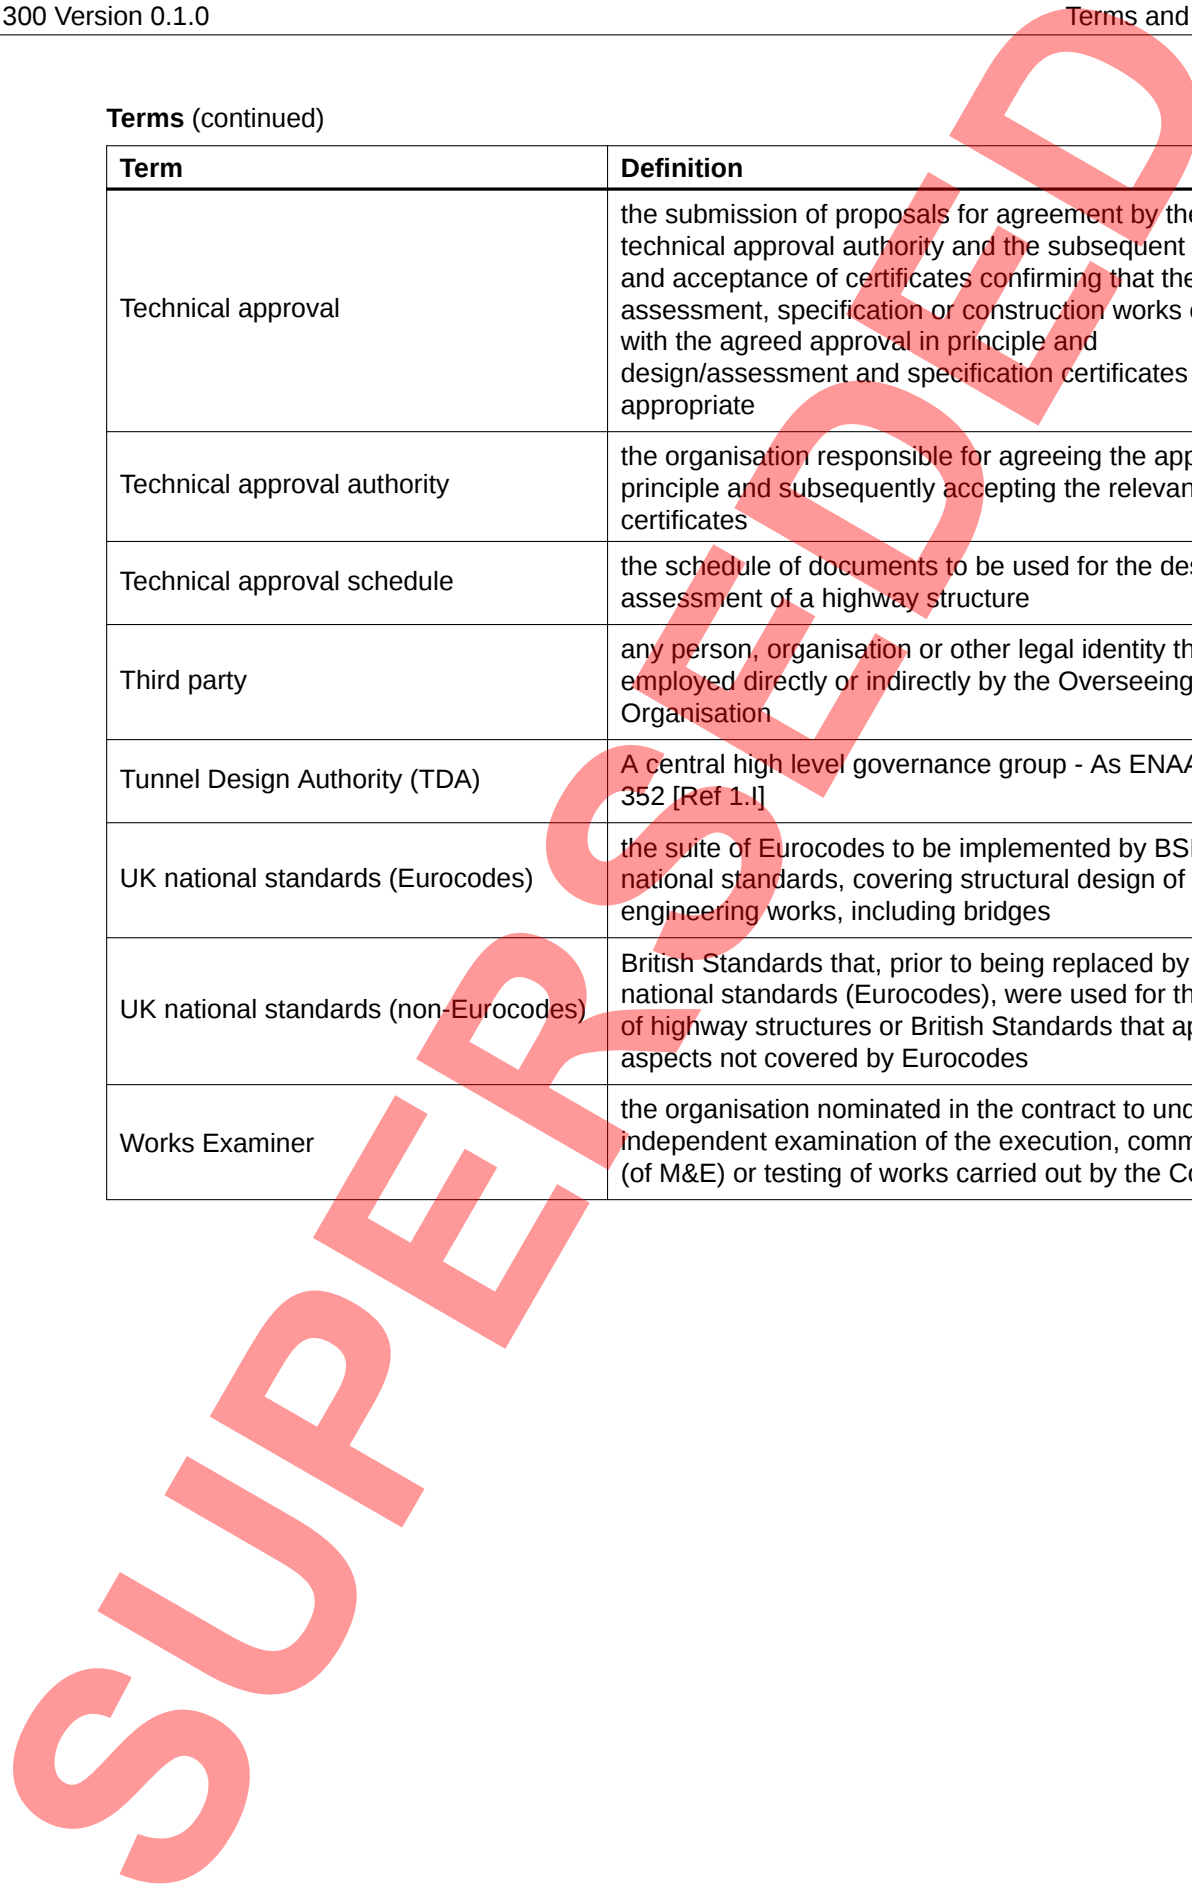 300 Version 0.1.0 Terms and
Terms (continued)
Term Definition
the submission of proposals for agreement by the
technical approval authority and the subsequent
and acceptance of certificates confirming that the
assessment, specification or construction works
with the agreed approval in principle and
design/assessment and specification certificates
appropriate
Technical approval
the organisation responsible for agreeing the
principle and subsequently accepting the
certificates
Technical approval authority
the schedule of documents to be used for the
assessment of a highway structure
Technical approval schedule
any person, organisation or other legal identity
employed directly or indirectly by the Overseeing
Organisation
Third party
A central high level governance group - As
352 [Ref 1.I]
Tunnel Design Authority (TDA)
the suite of Eurocodes to be implemented by
national standards, covering structural design of
engineering works, including bridges
UK national standards (Eurocodes)
British Standards that, prior to being replaced by
national standards (Eurocodes), were used for
of highway structures or British Standards that
aspects not covered by Eurocodes
UK national standards (non-Eurocodes)
the organisation nominated in the contract to
independent examination of the execution,
(of M&E) or testing of works carried out by the
Works Examiner
SUPERSEDED